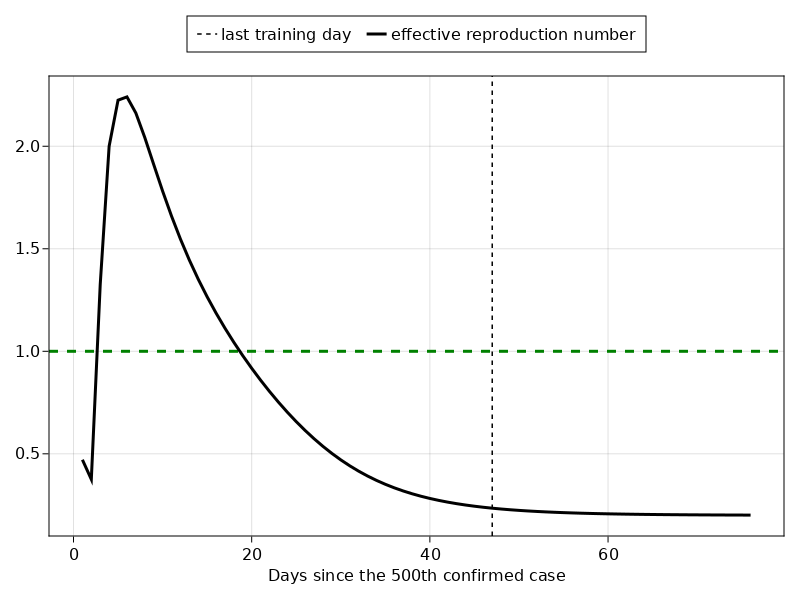 last training day effective reproduction number
2.0
1.5
1.0
0.5
0 20 40 60
Days since the 500th confirmed case